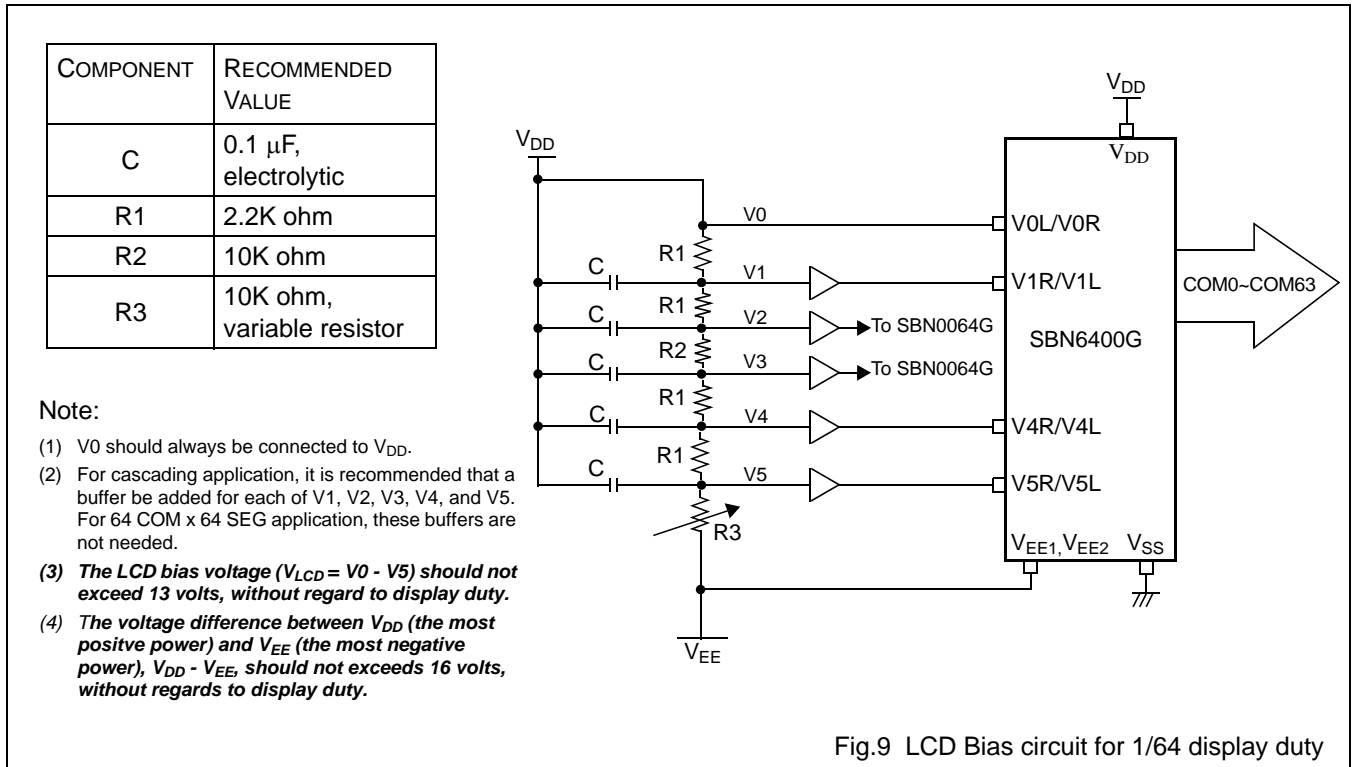 COMPONENT RECOMMENDED
VALUE
C 0.1 μF,
electrolytic
R1 2.2K ohm
R2 10K ohm
R3 10K ohm,
variable resistor
Note:
(1) V0 should always be connected to VDD.
(2) For cascading application, it is recommended that a
buffer be added for each of V1, V2, V3, V4, and V5.
For 64 COM x 64 SEG application, these buffers are
not needed.
(3) The LCD bias voltage (VLCD = V0 - V5) should not
exceed 13 volts, without regard to display duty.
(4) The voltage difference between VDD (the most
positve power) and VEE (the most negative
power), VDD - VEE, should not exceeds 16 volts,
without regards to display duty.
VDD
VDD
VDD
V0 V0L/V0R
R1
C V1 V1R/V1L
COM0~COM63
R1
C V2 To SBN0064G
SBN6400G
R2
C V3 To SBN0064G
R1
C V4 V4R/V4L
R1
C V5 V5R/V5L
R3
VEE1, VEE2 VSS
VEE
Fig.9 LCD Bias circuit for 1/64 display duty